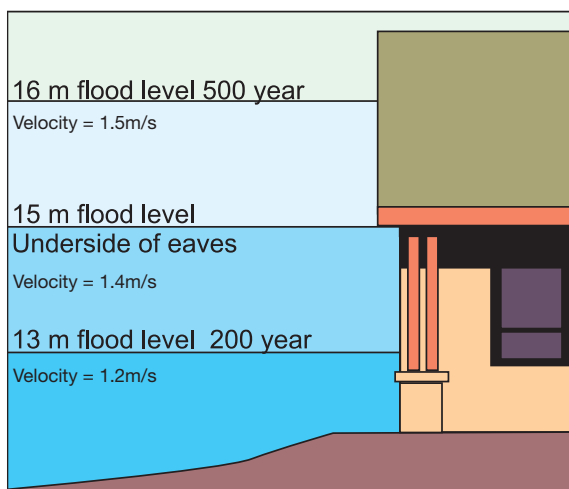 16 m flood level 500 year
Velocity = 1.5m/s
15 m flood level
Underside of eaves
Velocity = 1.4m/s
13 m flood level  200 year
Velocity = 1.2m/s